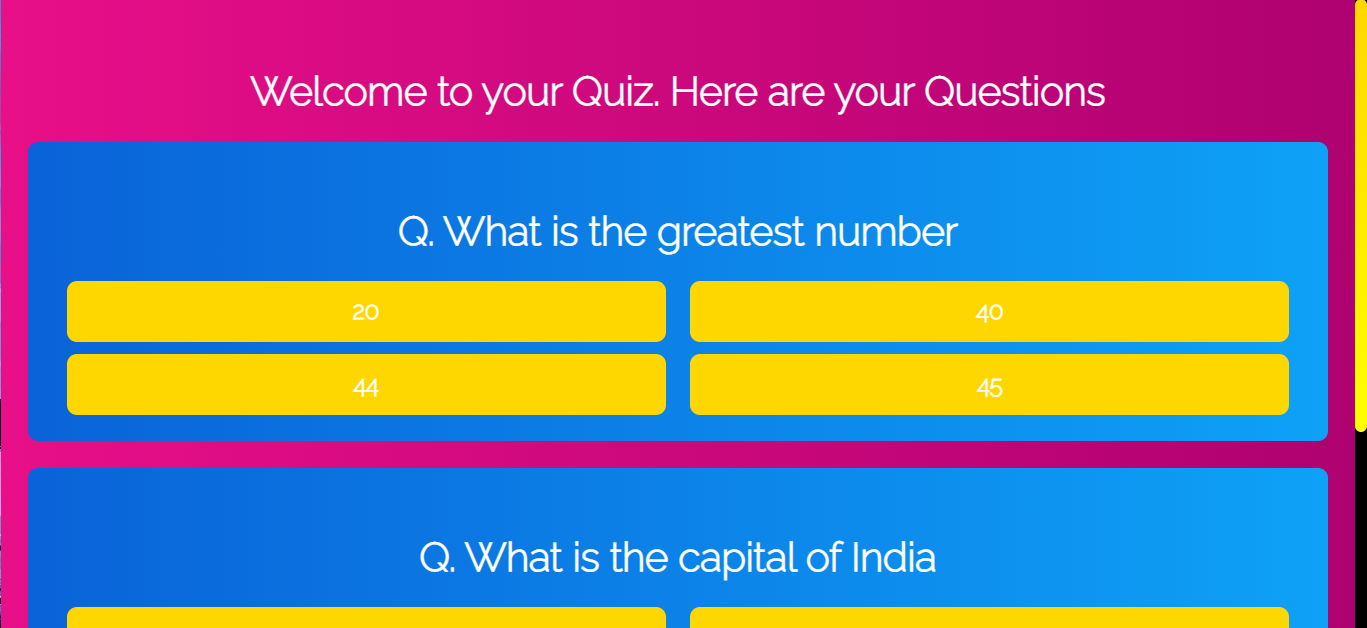 Welcome to your Quiz. Here are your Questions
Q. What is the greatest number
20
40
44
45
Q. What is the capital of India